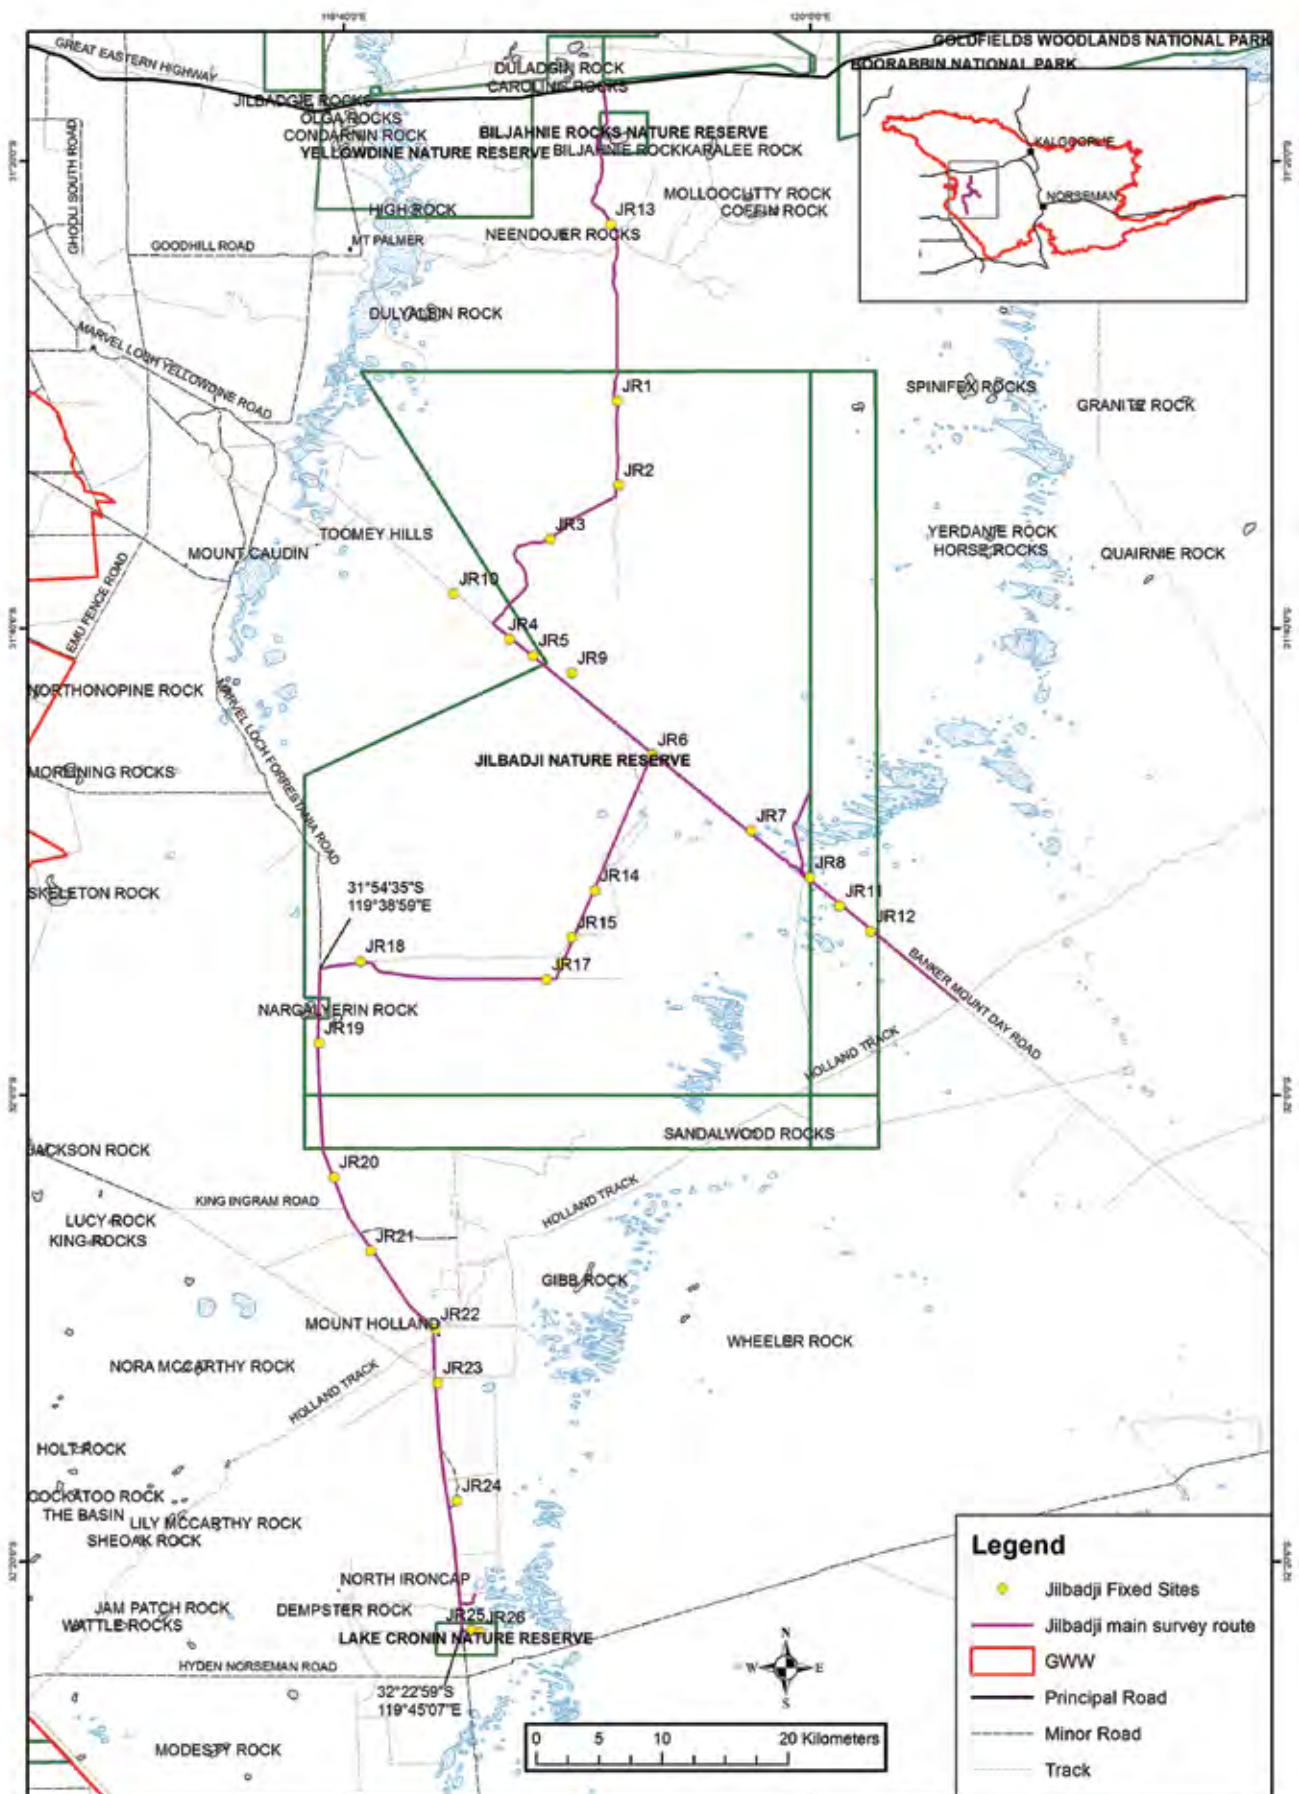 119°40'0"E
120°0'0"E
GREAT EASTERN HIGHWAY
GOLDFIELDS WOODLANDS NATIONAL PARK
BOORABBIN NATIONAL PARK
DULADGIN ROCK
CAROLINE ROCKS
JILBADGIE ROCKS
OLGA ROCKS
CONDARNIN ROCK
BILJAHNIE ROCKS NATURE RESERVE
YELLOWDINE NATURE RESERVE
BILJAHNIE ROCK
KARALEE ROCK
KALGOORLIE
NORSEMAN
GHOOLI SOUTH ROAD
MOLLOOCUTTY ROCK
COFFIN ROCK
HIGH ROCK
JR13
NEENDOJER ROCKS
GOODHILL ROAD
MT PALMER
DULYALBIN ROCK
MARVEL LOCH YELLOWDINE ROAD
SPINIFEX ROCKS
GRANITE ROCK
JR1
JR2
JR3
TOOMEY HILLS
MOUNT CAUDIN
YERDANIE ROCK
HORSE ROCKS
QUAIRNIE ROCK
EMU FENCE ROAD
JR10
JR4
JR5
JR9
NORTHONOPINE ROCK
MARVEL LOCH FORRESTANIA ROAD
JR6
JILBADJI NATURE RESERVE
MORLINING ROCKS
JR7
JR8
SKELETON ROCK
31°54'35"S
119°38'59"E
JR14
JR11
JR12
JR15
JR18
JR17
BANKER MOUNT DAY ROAD
NARGALYERIN ROCK
JR19
HOLLAND TRACK
SANDALWOOD ROCKS
JACKSON ROCK
JR20
KING INGRAM ROAD
HOLLAND TRACK
LUCY ROCK
KING ROCKS
JR21
GIBB ROCK
MOUNT HOLLAND
JR22
WHEELER ROCK
NORA MCCARTHY ROCK
HOLLAND TRACK
JR23
HOLT ROCK
JR24
COCKATOO ROCK
THE BASIN
LILY MCCARTHY ROCK
SHEOAK ROCK
NORTH IRONCAP
JAM PATCH ROCK
WATTLE ROCKS
DEMPSTER ROCK
JR25
JR26
LAKE CRONIN NATURE RESERVE
HYDEN NORSEMAN ROAD
32°22'59"S
119°45'07"E
MODESTY ROCK
N
W
E
S
0 5 10 20 Kilometers
Legend
Jilbadji Fixed Sites
Jilbadji main survey route
GWW
Principal Road
Minor Road
Track